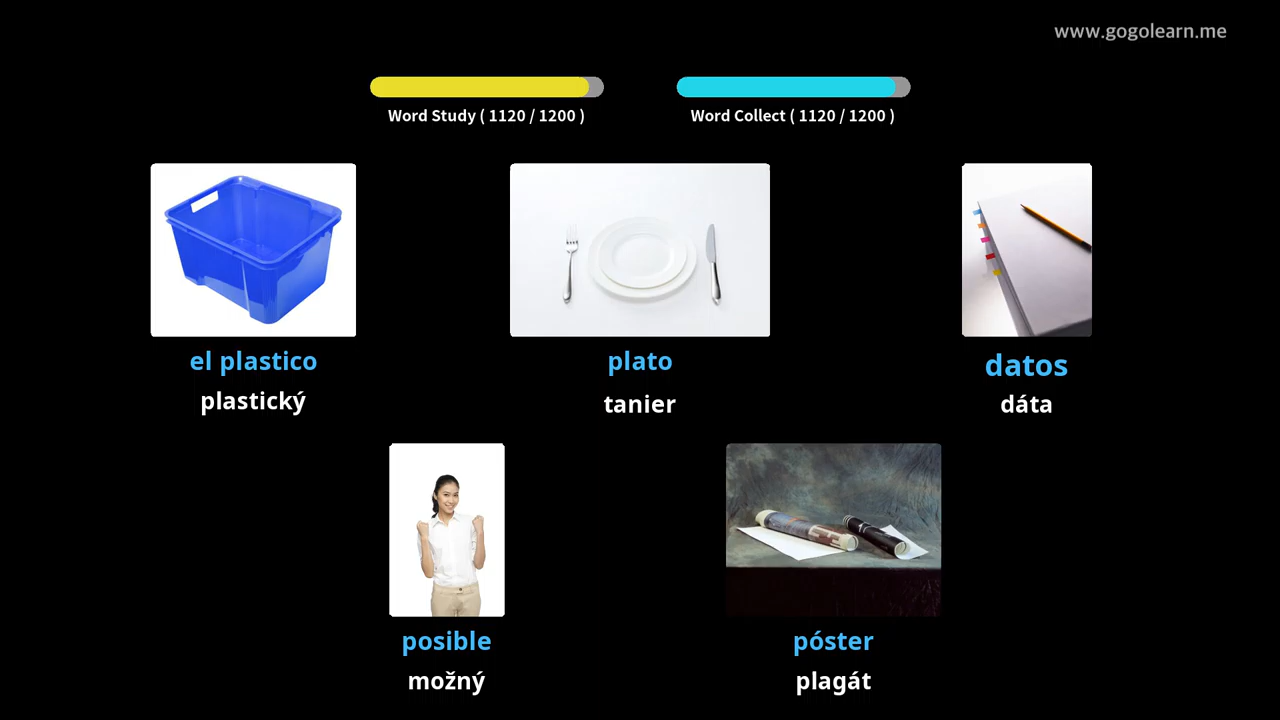 www.gogolearn.me
Word Study ( 1120 / 1200 )
Word Collect ( 1120 / 1200 )
el plastico
plastický
plato
tanier
datos
dáta
posible
možný
póster
plagát